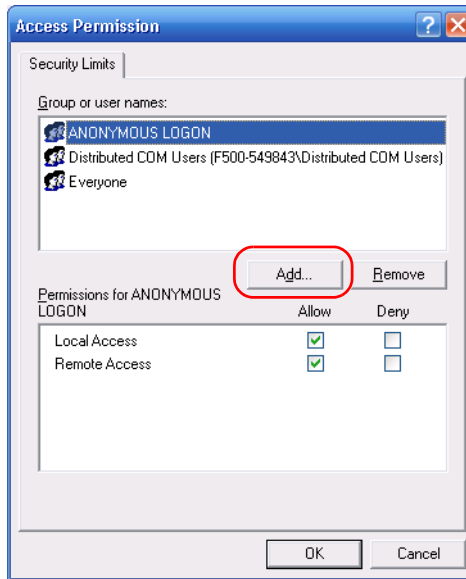 Access Permission
Security Limits
Group or user names:
ANONYMOUS LOGON
Distributed COM Users (F500-549843\Distributed COM Users)
Everyone
Add... Remove
Permissions for ANONYMOUS
LOGON Allow Deny
Local Access
Remote Access
OK Cancel